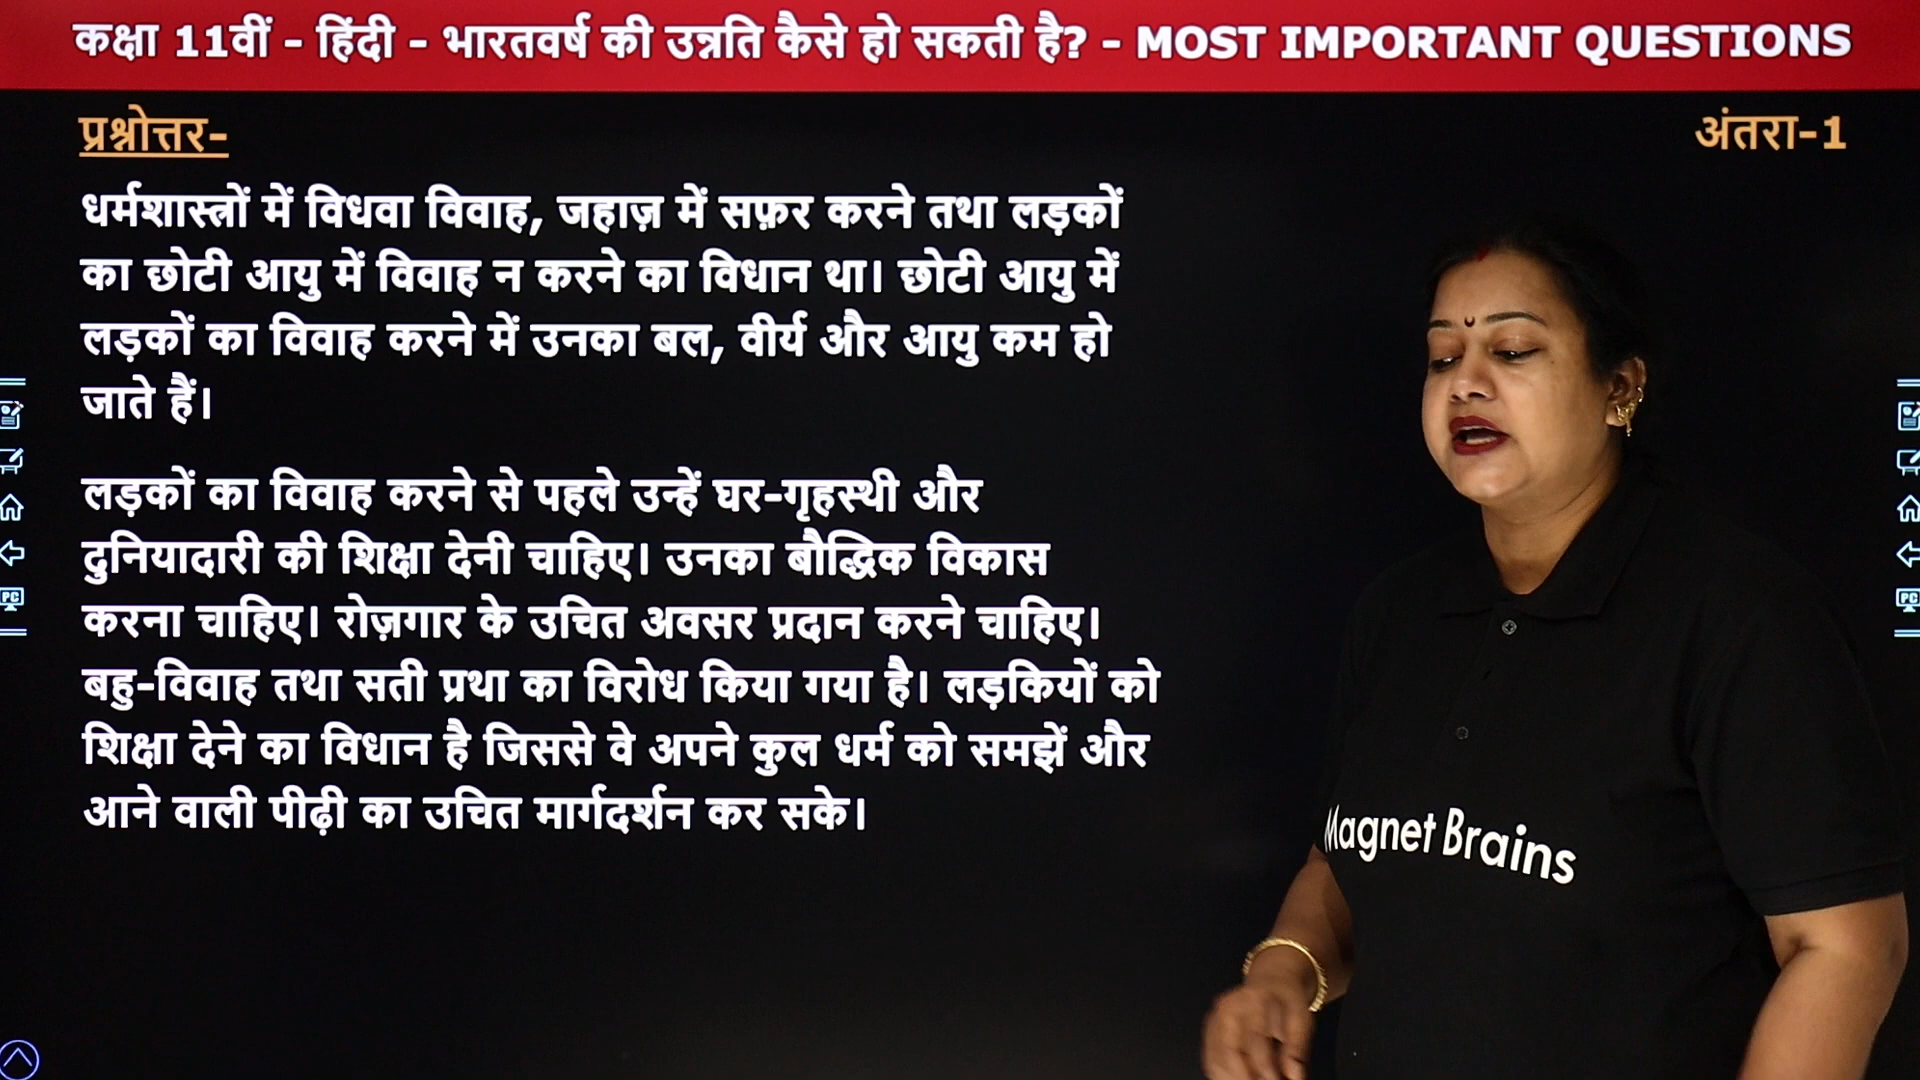 कक्षा 11वीं - हिंदी - भारतवर्ष की उन्नति कैसे हो सकती है? - MOST IMPORTANT QUESTIONS
प्रश्नोत्तर-
अंतरा-1
धर्मशास्त्रों में विधवा विवाह, जहाज़ में सफ़र करने तथा लड़कों
का छोटी आयु में विवाह न करने का विधान था। छोटी आयु में
लड़कों का विवाह करने में उनका बल, वीर्य और आयु कम हो
जाते हैं।
लड़कों का विवाह करने से पहले उन्हें घर-गृहस्थी और
दुनियादारी की शिक्षा देनी चाहिए। उनका बौद्धिक विकास
करना चाहिए। रोज़गार के उचित अवसर प्रदान करने चाहिए।
बहु-विवाह तथा सती प्रथा का विरोध किया गया है। लड़कियों को
शिक्षा देने का विधान है जिससे वे अपने कुल धर्म को समझें और
आने वाली पीढ़ी का उचित मार्गदर्शन कर सके।
Magnet Brains
PC
PC